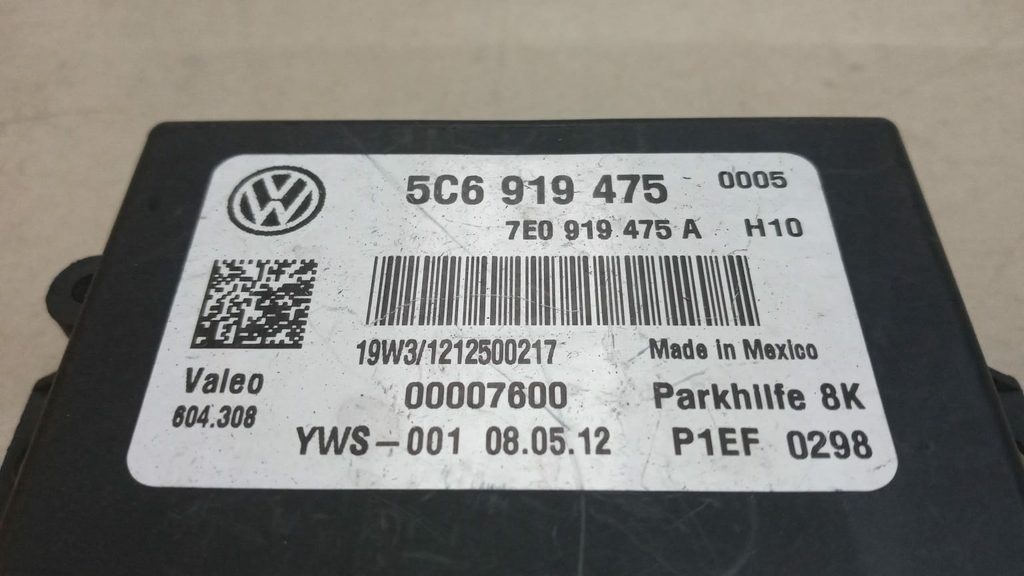 5C6 919 475 0005
7E0 919 475 A H10
19W3/1212500217 Made in Mexico
Valeo 00007600 Parkhilfe 8K
604.308
YWS-001 08.05.12 P1EF 0298